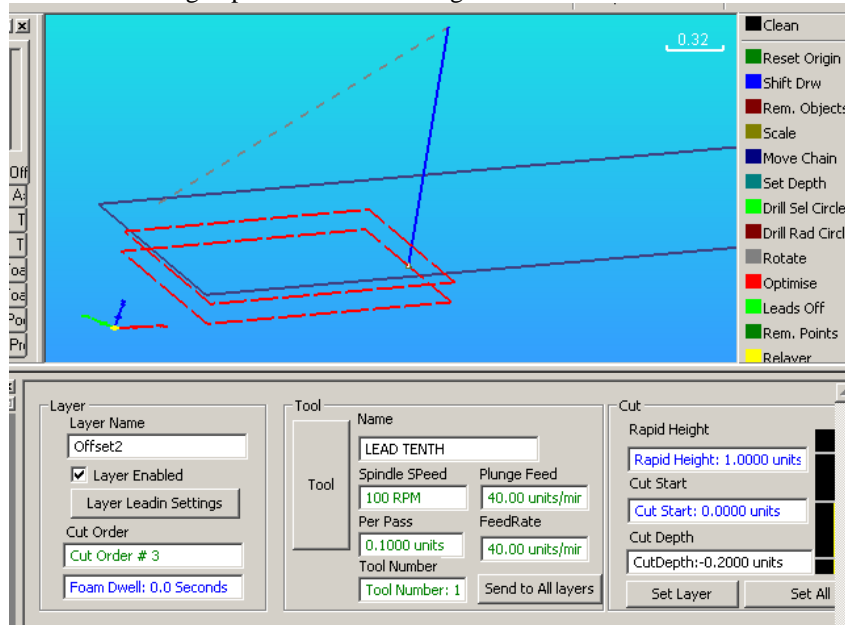 0.32
Clean
Reset Origin
Shift Drw
Rem. Objects
Scale
Move Chain
Set Depth
Drill Sel Circle
Drill Rad Circl
Rotate
Optimise
Leads Off
Rem. Points
Relayer
Off
Layer
Layer Name
Offset2
Layer Enabled
Layer Leadin Settings
Cut Order
Cut Order # 3
Foam Dwell: 0.0 Seconds
Tool
Tool
Name
LEAD TENTH
Spindle SPeed
Plunge Feed
100 RPM
40.00 units/mir
Per Pass
FeedRate
0.1000 units
40.00 units/mir
Tool Number
Tool Number: 1
Send to All layers
Cut
Rapid Height
Rapid Height: 1.0000 units
Cut Start
Cut Start: 0.0000 units
Cut Depth
CutDepth:-0.2000 units
Set Layer
Set All